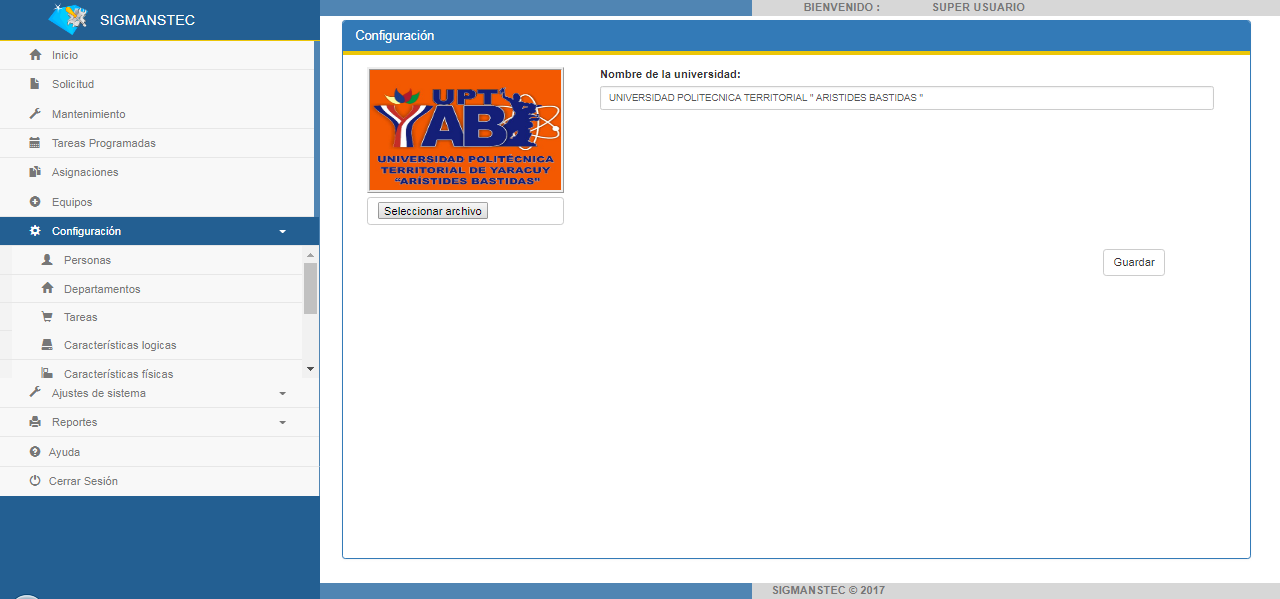 SIGMANSTEC
BIENVENIDO : SUPER USUARIO
Inicio
Solicitud
Mantenimiento
Tareas Programadas
Asignaciones
Equipos
Configuración
Personas
Departamentos
Tareas
Características logicas
Características físicas
Ajustes de sistema
Reportes
Ayuda
Cerrar Sesión
Configuración
UPT
YAB
UNIVERSIDAD POLITECNICA
TERRITORIAL DE YARACUY
“ARÍSTIDES BASTIDAS”
Seleccionar archivo
Nombre de la universidad:
UNIVERSIDAD POLITECNICA TERRITORIAL " ARISTIDES BASTIDAS "
Guardar
SIGMANSTEC © 2017